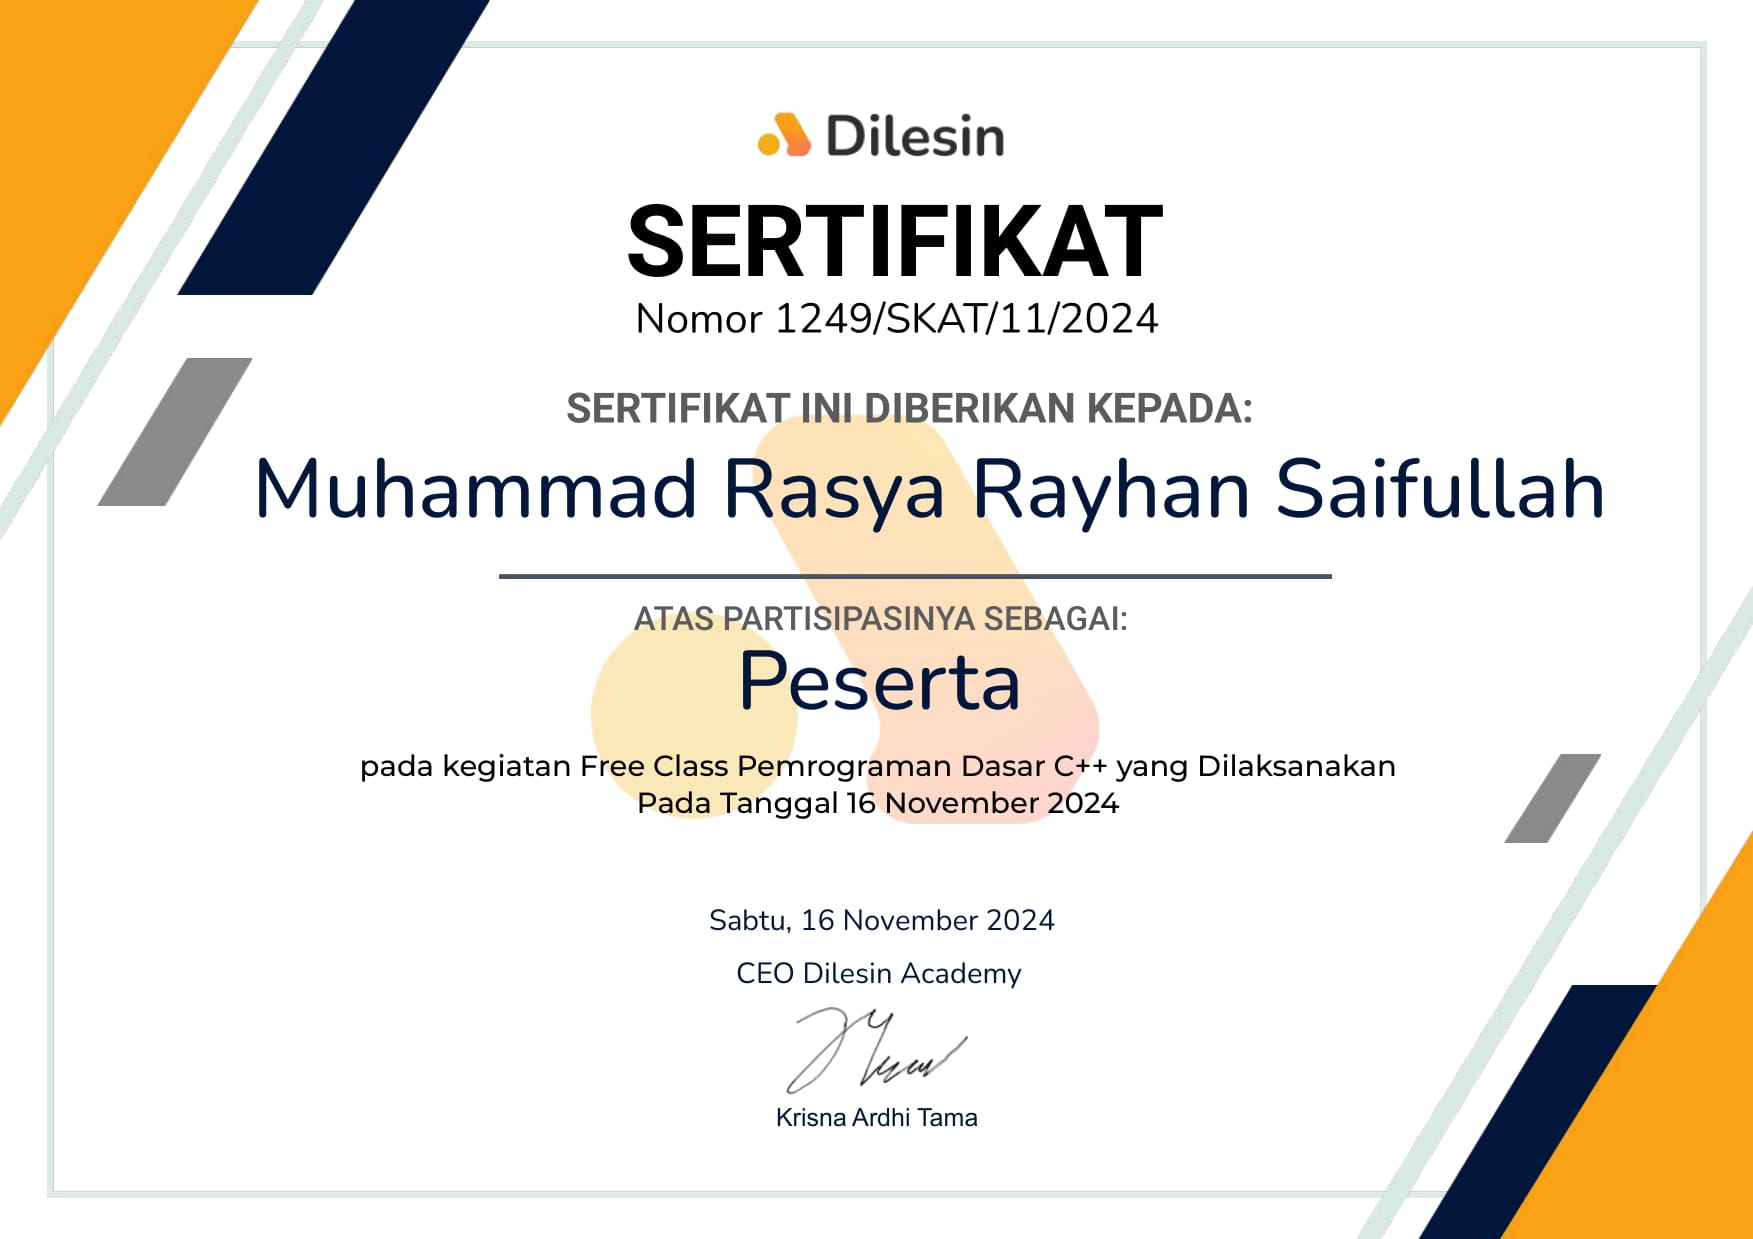 Dilesin
SERTIFIKAT
Nomor 1249/SKAT/11/2024
SERTIFIKAT INI DIBERIKAN KEPADA:
Muhammad Rasya Rayhan Saifullah
ATAS PARTISIPASINYA SEBAGAI:
Peserta
pada kegiatan Free Class Pemrograman Dasar C++ yang Dilaksanakan
Pada Tanggal 16 November 2024
Sabtu, 16 November 2024
CEO Dilesin Academy
Krisna Ardhi Tama